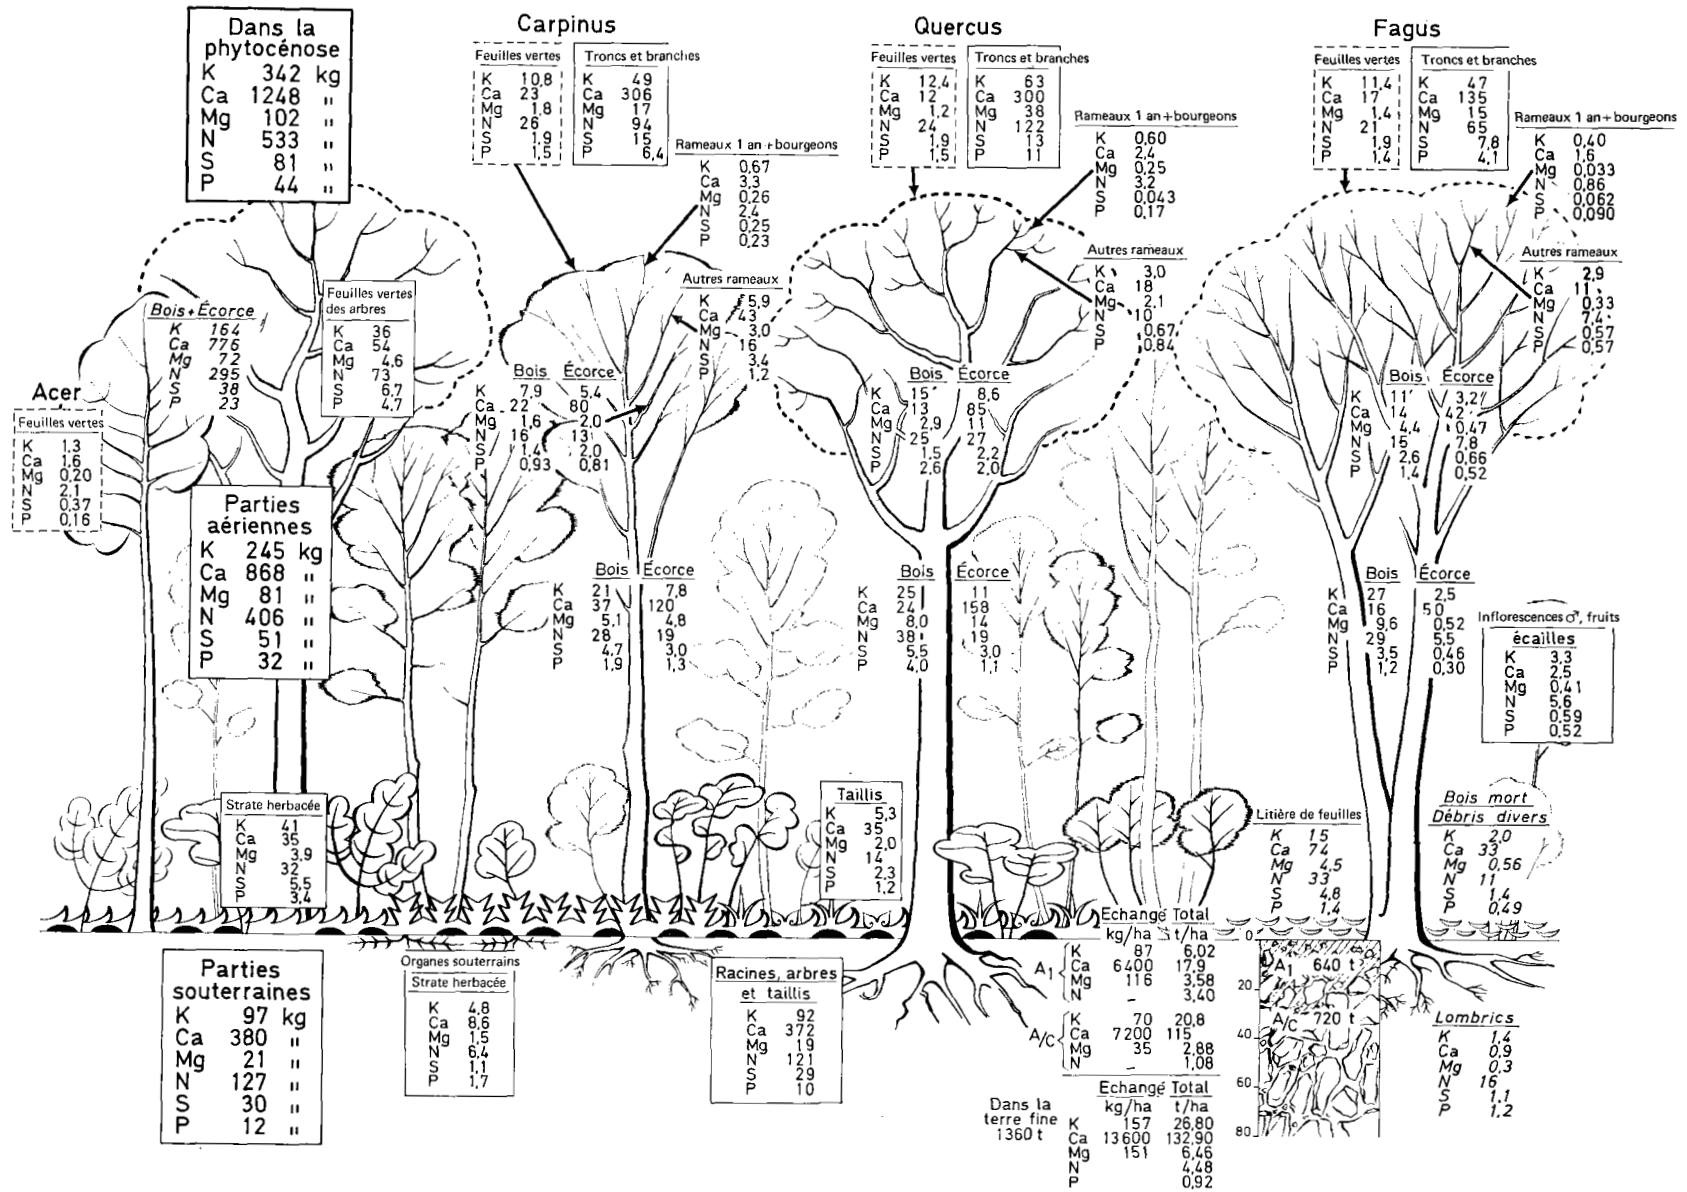 Dans la
phytocénose
K 342 kg
Ca 1248 "
Mg 102 "
N 533 "
S 81 "
P 44 "
Carpinus
Feuilles vertes
K 10,8
Ca 23
Mg 1,8
N 26
S 1,9
P 1,5
Troncs et branches
K 49
Ca 306
Mg 17
N 94
S 15
P 6,4
Rameaux 1 an + bourgeons
K 0,67
Ca 3,3
Mg 0,26
N 2,4
S 0,25
P 0,23
Autres rameaux
K 5,9
Ca 43
Mg 3,0
N 16
S 3,4
P 1,2
Bois Écorce
K 7,9 5,4
Ca 22 80
Mg 1,6 2,0
N 16 13
S 1,4 2,0
P 0,93 0,81
Bois Écorce
K 21 7,8
Ca 37 120
Mg 5,1 4,8
N 28 19
S 4,7 3,0
P 1,9 1,3
Quercus
Feuilles vertes
K 12,4
Ca 12
Mg 1,2
N 24
S 1,9
P 1,5
Troncs et branches
K 63
Ca 300
Mg 38
N 122
S 13
P 11
Rameaux 1 an + bourgeons
K 0,60
Ca 2,4
Mg 0,25
N 3,2
S 0,043
P 0,17
Autres rameaux
K 3,0
Ca 18
Mg 2,1
N 10
S 0,67
P 0,84
Bois Écorce
K 15 8,6
Ca 13 85
Mg 2,9 11
N 25 27
S 1,5 2,2
P 2,6 2,0
Bois Écorce
K 25 11
Ca 24 158
Mg 8,0 14
N 38 19
S 5,5 3,0
P 4,0 1,1
Fagus
Feuilles vertes
K 11,4
Ca 17
Mg 1,4
N 21
S 1,9
P 1,4
Troncs et branches
K 47
Ca 135
Mg 15
N 65
S 7,8
P 4,1
Rameaux 1 an + bourgeons
K 0,40
Ca 1,6
Mg 0,033
N 0,86
S 0,062
P 0,090
Autres rameaux
K 2,9
Ca 11
Mg 0,33
N 7,4
S 0,57
P 0,57
Bois Écorce
K 11 3,2
Ca 14 42
Mg 4,4 0,47
N 15 7,8
S 2,6 0,66
P 1,4 0,52
Bois Écorce
K 27 2,5
Ca 16 50
Mg 9,6 0,52
N 29 5,5
S 3,5 0,46
P 1,2 0,30
Bois + Écorce
K 164
Ca 776
Mg 72
N 295
S 38
P 23
Feuilles vertes
des arbres
K 36
Ca 54
Mg 4,6
N 73
S 6,7
P 4,7
Acer
Feuilles vertes
K 1,3
Ca 1,6
Mg 0,20
N 2,1
S 0,37
P 0,16
Parties
aériennes
K 245 kg
Ca 868 "
Mg 81 "
N 406 "
S 51 "
P 32 "
Inflorescences ♂, fruits
écailles
K 3,3
Ca 2,5
Mg 0,41
N 5,6
S 0,59
P 0,52
Strate herbacée
K 41
Ca 35
Mg 3,9
N 32
S 5,5
P 3,4
Taillis
K 5,3
Ca 35
Mg 2,0
N 14
S 2,3
P 1,2
Litière de feuilles
K 1,5
Ca 74
Mg 4,5
N 33
S 4,8
P 1,4
Bois mort
Débris divers
K 2,0
Ca 33
Mg 0,56
N 11
S 1,4
P 0,49
Parties
souterraines
K 97 kg
Ca 380 "
Mg 21 "
N 127 "
S 30 "
P 12 "
Organes souterrains
Strate herbacée
K 4,8
Ca 8,6
Mg 1,5
N 6,4
S 1,1
P 1,7
Racines, arbres
et taillis
K 92
Ca 372
Mg 19
N 121
S 29
P 10
Echange Total
kg/ha t/ha
A1
K 87 6,02
Ca 6400 17,9
Mg 116 3,58
N - 3,40
A/C
K 70 20,8
Ca 7200 115
Mg 35 2,88
N - 1,08
Echange Total
kg/ha t/ha
Dans la
terre fine
1360 t
K 157 26,80
Ca 13600 132,90
Mg 151 6,46
N 4,48
P 0,92
0
20
40
60
80
A1 640 t
A/C 720 t
Lombrics
K 1,4
Ca 0,9
Mg 0,3
N 16
S 1,1
P 1,2